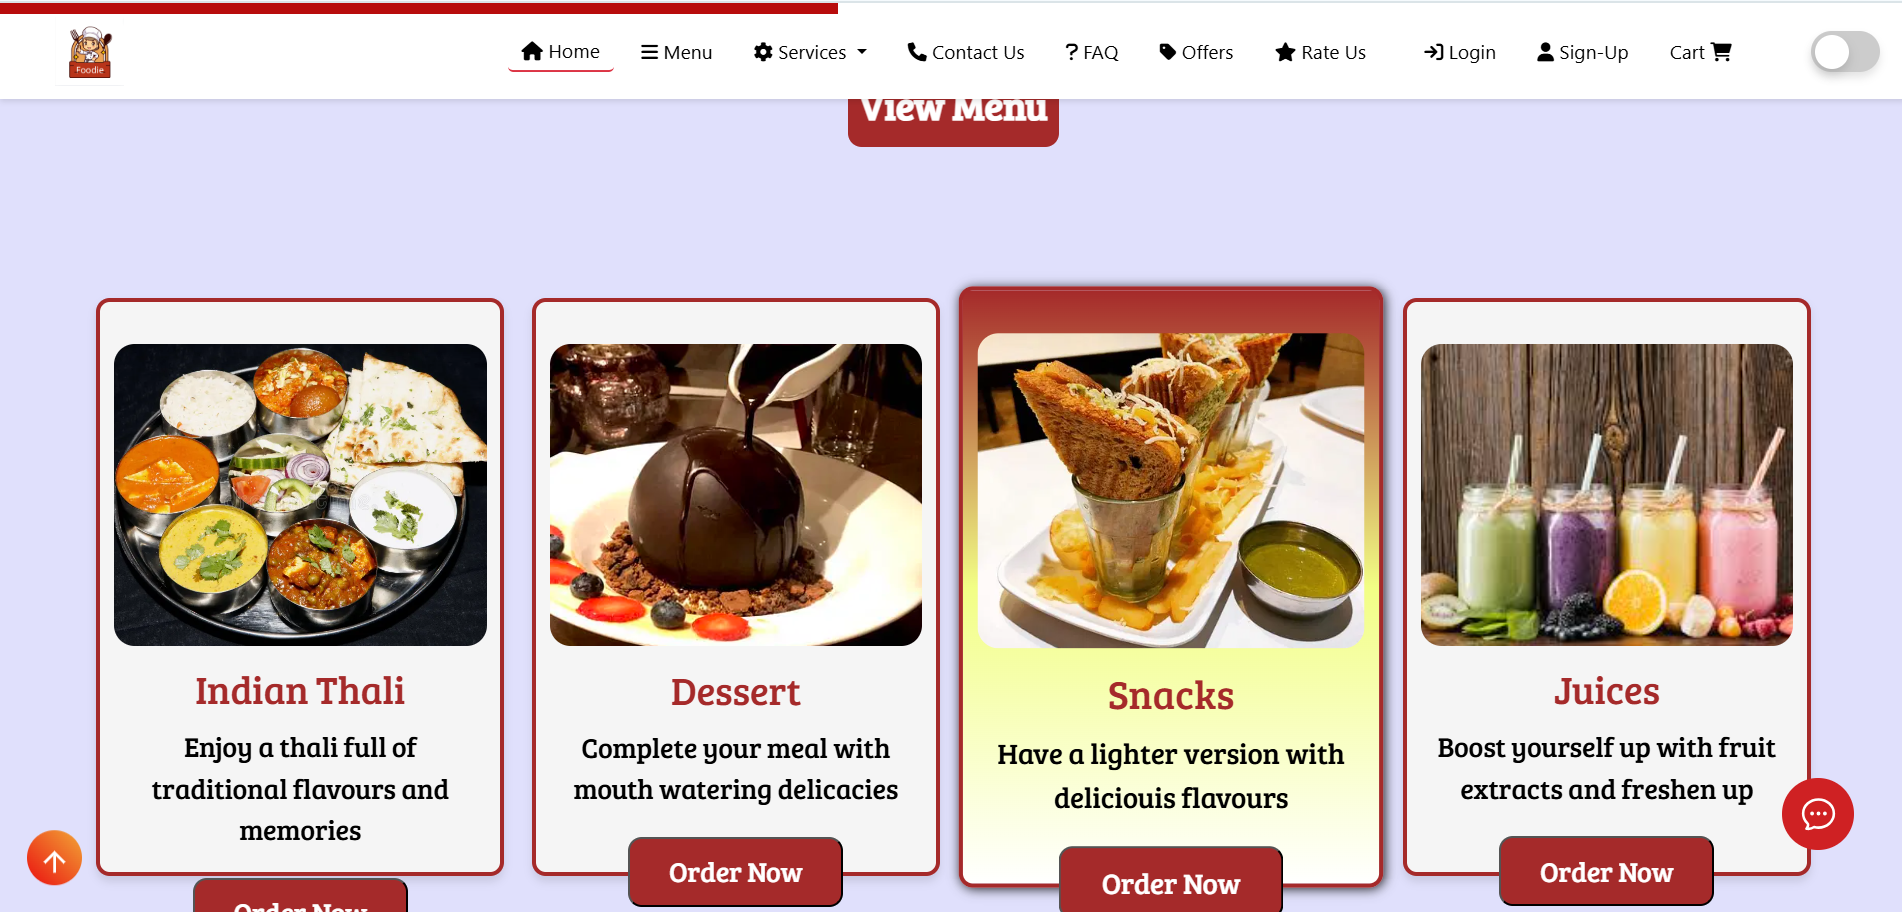 Foodie
Home
Menu
Services
Contact Us
FAQ
Offers
Rate Us
Login
Sign-Up
Cart
View Menu
Indian Thali
Enjoy a thali full of
traditional flavours and
memories
Order Now
Dessert
Complete your meal with
mouth watering delicacies
Order Now
Snacks
Have a lighter version with
deliciouis flavours
Order Now
Juices
Boost yourself up with fruit
extracts and freshen up
Order Now